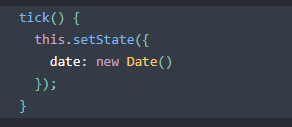 tick() {
  this.setState({
    date: new Date()
  });
}